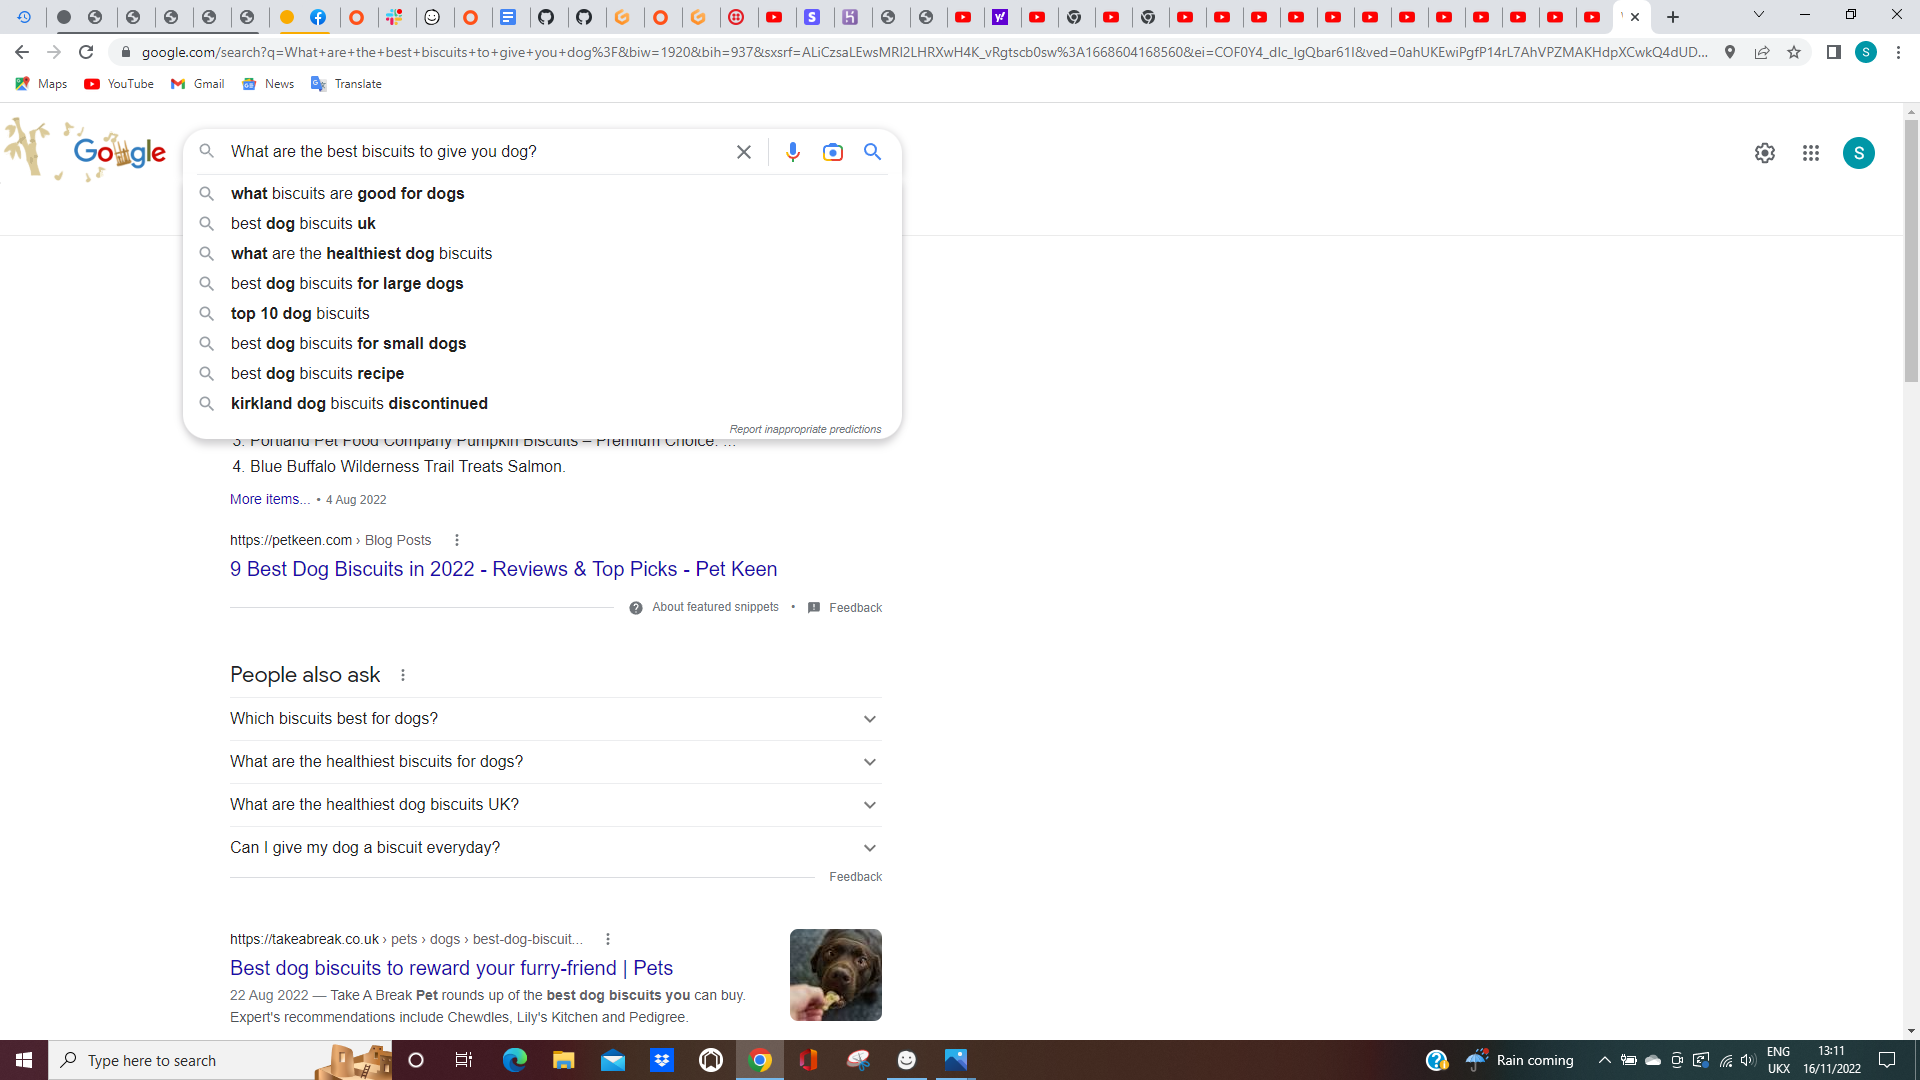 google.com/search?q=What+are+the+best+biscuits+to+give+you+dog%3F&biw=1920&bih=937&sxsrf=ALiCzsaLEwsMRI2LHRXwH4K_vRgtscb0sw%3A1668604168560&ei=COF0Y4_dIc_IgQbar61I&ved=0ahUKEwiPgfP14rL7AhVPZMAKHdpXCwkQ4dUD...
S
Maps
YouTube
Gmail
News
Translate
Google
What are the best biscuits to give you dog?
S
what biscuits are good for dogs
best dog biscuits uk
what are the healthiest dog biscuits
best dog biscuits for large dogs
top 10 dog biscuits
best dog biscuits for small dogs
best dog biscuits recipe
kirkland dog biscuits discontinued
Report inappropriate predictions
3. Portland Pet Food Company Pumpkin Biscuits – Premium Choice. ...
4. Blue Buffalo Wilderness Trail Treats Salmon.
More items... • 4 Aug 2022
https://petkeen.com › Blog Posts
9 Best Dog Biscuits in 2022 - Reviews & Top Picks - Pet Keen
About featured snippets • Feedback
People also ask
Which biscuits best for dogs?
What are the healthiest biscuits for dogs?
What are the healthiest dog biscuits UK?
Can I give my dog a biscuit everyday?
Feedback
https://takeabreak.co.uk › pets › dogs › best-dog-biscuit...
Best dog biscuits to reward your furry-friend | Pets
22 Aug 2022 — Take A Break Pet rounds up of the best dog biscuits you can buy.
Expert's recommendations include Chewdles, Lily's Kitchen and Pedigree.
Type here to search
Rain coming
ENG
UKX
13:11
16/11/2022